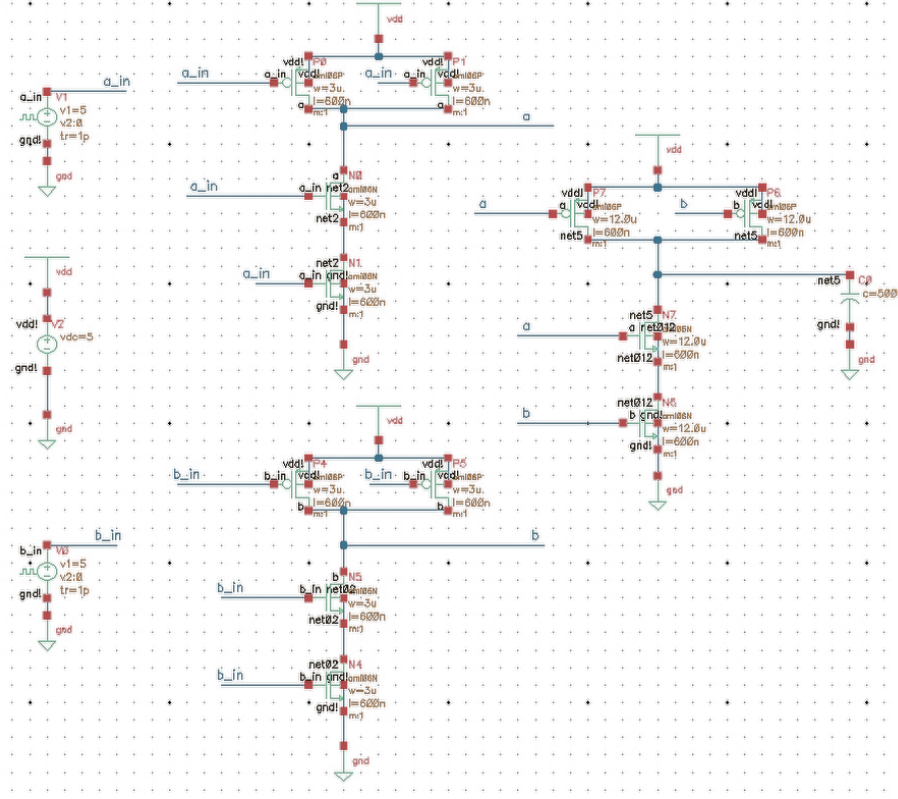 vdd
vdd!
P0
vdd!
P1
a_in
a_in
vdd!
ami06P
a_in
a_in
vdd!
ami06P
w=3u.
w=3u.
l=600n
l=600n
a
m:1
a
m:1
a_in
a_in
V1
v1=5
v2:0
tr=1p
gnd!
gnd
a
a
N0
a_in
a_in
net2
ami06N
w=3u
l=600n
net2
m:1
net2
N1
a_in
a_in
gnd!
ami06N
w=3u
l=600n
gnd!
m:1
gnd
vdd
vdd!
V2
vdc=5
gnd!
gnd
vdd
vdd!
P7
vdd!
P6
a
a
vdd!
ami06P
b
b
vdd!
ami06P
w=12.0u
w=12.0u
l=600n
l=600n
net5
m:1
net5
m:1
net5
C0
c=500
gnd!
gnd
net5
N7
a
a
net012
w=12.0u
l=600n
net012
m:1
net012
N6
b
b
gnd!
ami06N
w=12.0u
l=600n
gnd!
m:1
gnd
vdd
vdd!
P4
vdd!
P5
b_in
b_in
vdd!
ami06P
b_in
b_in
vdd!
ami06P
w=3u.
w=3u
l=600n
l=600n
b
m:1
b
m:1
b_in
b_in
V0
v1=5
v2:0
tr=1p
gnd!
gnd
b
b
N5
b_in
b_in
net02
ami06N
w=3u
l=600n
net02
m:1
net02
N4
b_in
b_in
gnd!
ami06N
w=3u
l=600n
gnd!
m:1
gnd